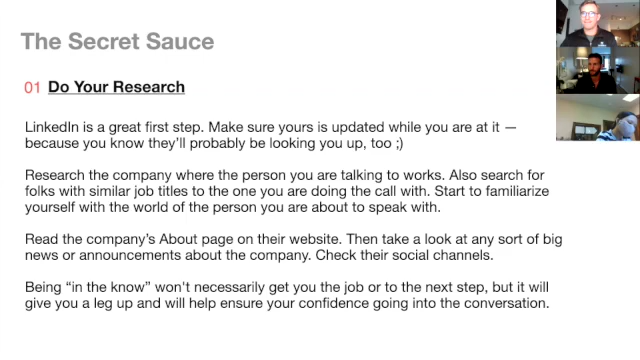 The Secret Sauce
01 Do Your Research
LinkedIn is a great first step. Make sure yours is updated while you are at it —
because you know they'll probably be looking you up, too ;)
Research the company where the person you are talking to works. Also search for
folks with similar job titles to the one you are doing the call with. Start to familiarize
yourself with the world of the person you are about to speak with.
Read the company's About page on their website. Then take a look at any sort of big
news or announcements about the company. Check their social channels.
Being “in the know” won't necessarily get you the job or to the next step, but it will
give you a leg up and will help ensure your confidence going into the conversation.